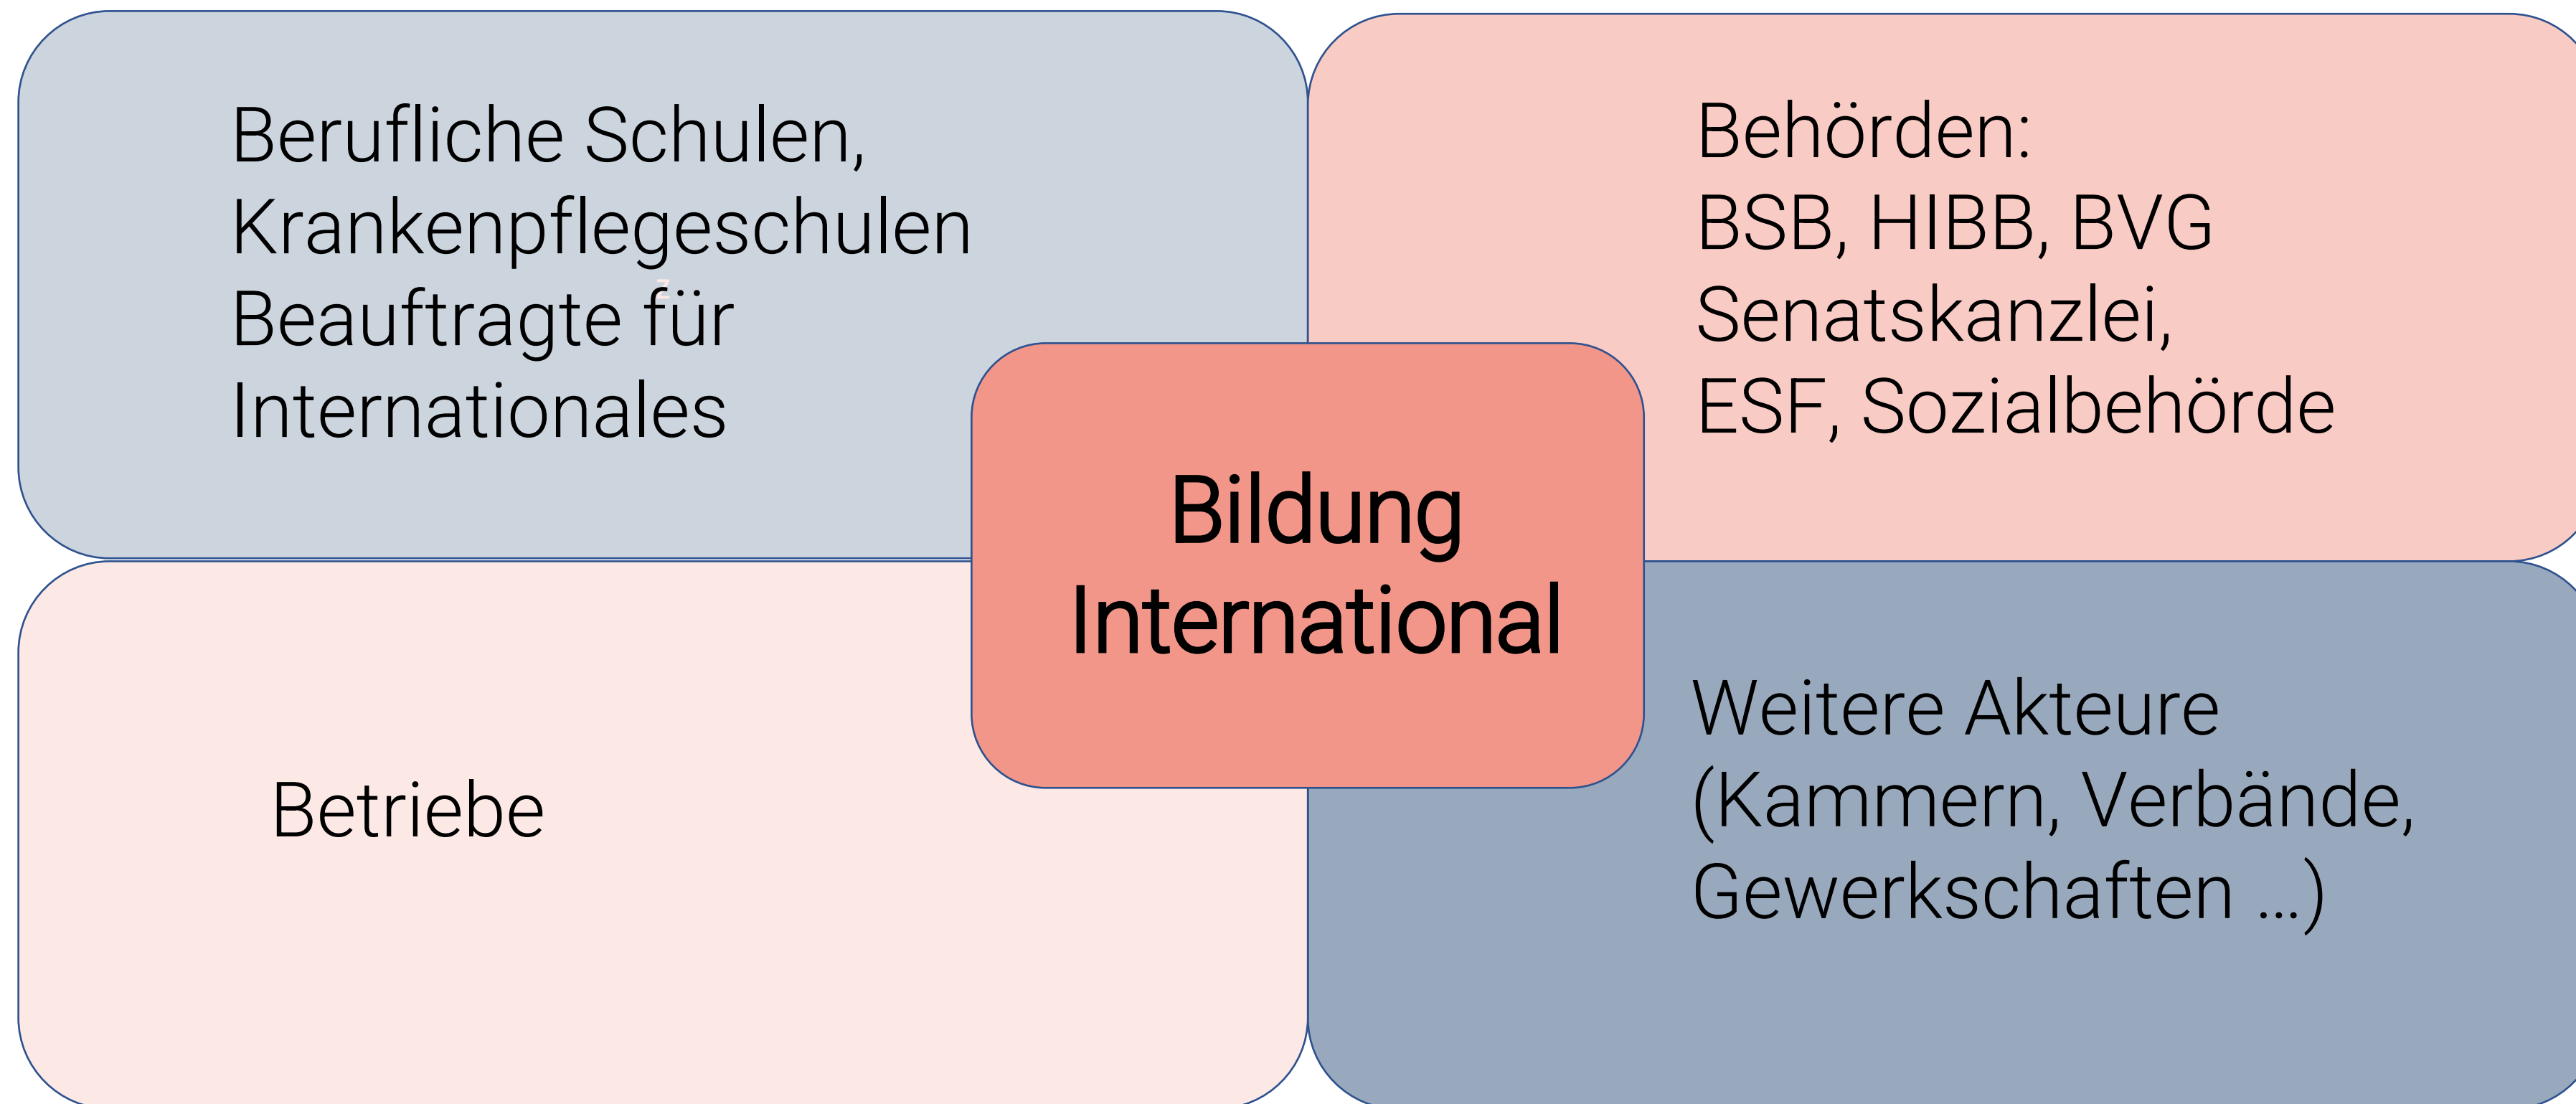 Berufliche Schulen,
Krankenpflegeschulen
Beauftragte für
Internationales
Behörden:
BSB, HIBB, BVG
Senatskanzlei,
ESF, Sozialbehörde
Bildung
International
Betriebe
Weitere Akteure
(Kammern, Verbände,
Gewerkschaften ...)